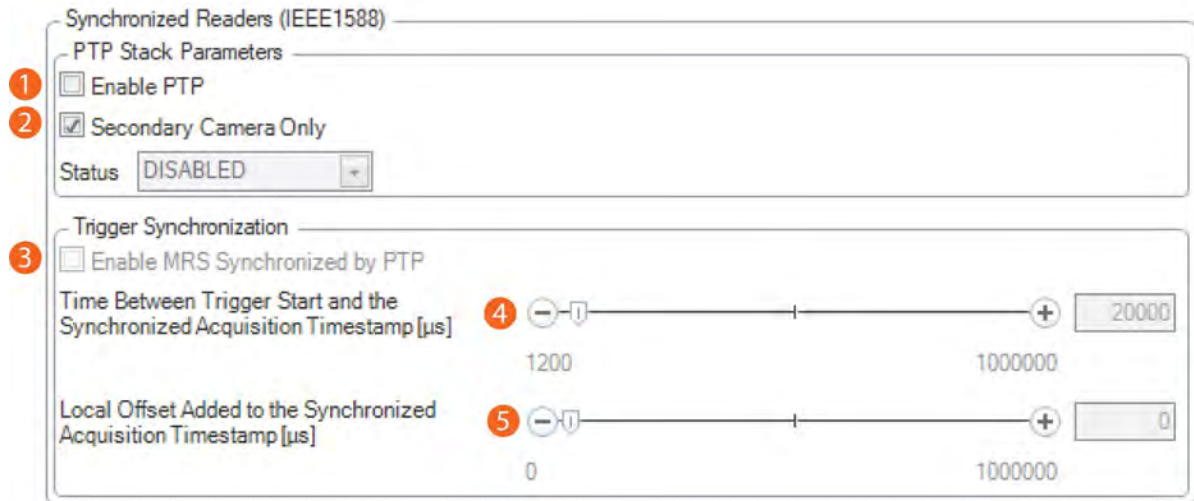 Synchronized Readers (IEEE1588)
PTP Stack Parameters
1 Enable PTP
2 Secondary Camera Only
Status DISABLED
Trigger Synchronization
3 Enable MRS Synchronized by PTP
Time Between Trigger Start and the
Synchronized Acquisition Timestamp [µs]
4 20000
1200 1000000
Local Offset Added to the Synchronized
Acquisition Timestamp [µs]
5 0
0 1000000